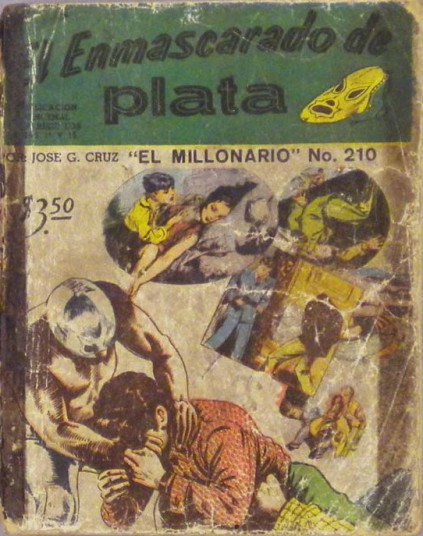 El Enmascarado de
plata
POR: JOSE G. CRUZ "EL MILLONARIO" No. 210
$3.50